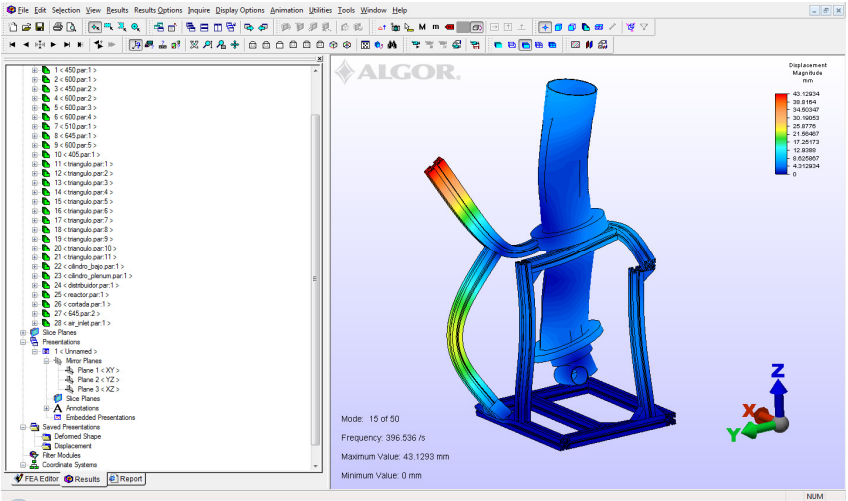 File Edit Selection View Results Results Options Inquire Display Options Animation Utilities Tools Window Help
M m
1 < 450.par:1 >
2 < 600.par:1 >
3 < 450.par:2 >
4 < 600.par:2 >
5 < 600.par:3 >
6 < 600.par:4 >
7 < 510.par:1 >
8 < 645.par:1 >
9 < 600.par:5 >
10 < 405.par:1 >
11 < triangulo.par:1 >
12 < triangulo.par:2 >
13 < triangulo.par:3 >
14 < triangulo.par:4 >
15 < triangulo.par:5 >
16 < triangulo.par:6 >
17 < triangulo.par:7 >
18 < triangulo.par:8 >
19 < triangulo.par:9 >
20 < triangulo.par:10 >
21 < triangulo.par:11 >
22 < cilindro_bajo.par:1 >
23 < cilindro_plenum.par:1 >
24 < distribuidor.par:1 >
25 < reactor.par:1 >
26 < cortada.par:1 >
27 < 645.par:2 >
28 < air_inlet.par:1 >
Slice Planes
Presentations
1 < Unnamed >
Mirror Planes
Plane 1 < XY >
Plane 2 < YZ >
Plane 3 < XZ >
Slice Planes
Annotations
Embedded Presentations
Saved Presentations
Deformed Shape
Displacement
Filter Modules
Coordinate Systems
FEA Editor Results Report
ALGOR.
Displacement
Magnitude
mm
43.12934
38.8164
34.50347
30.19053
25.8776
21.56467
17.25173
12.9388
8.625867
4.312934
0
Mode: 15 of 50
Frequency: 396.536 /s
Maximum Value: 43.1293 mm
Minimum Value: 0 mm
Z
X
Y
NUM